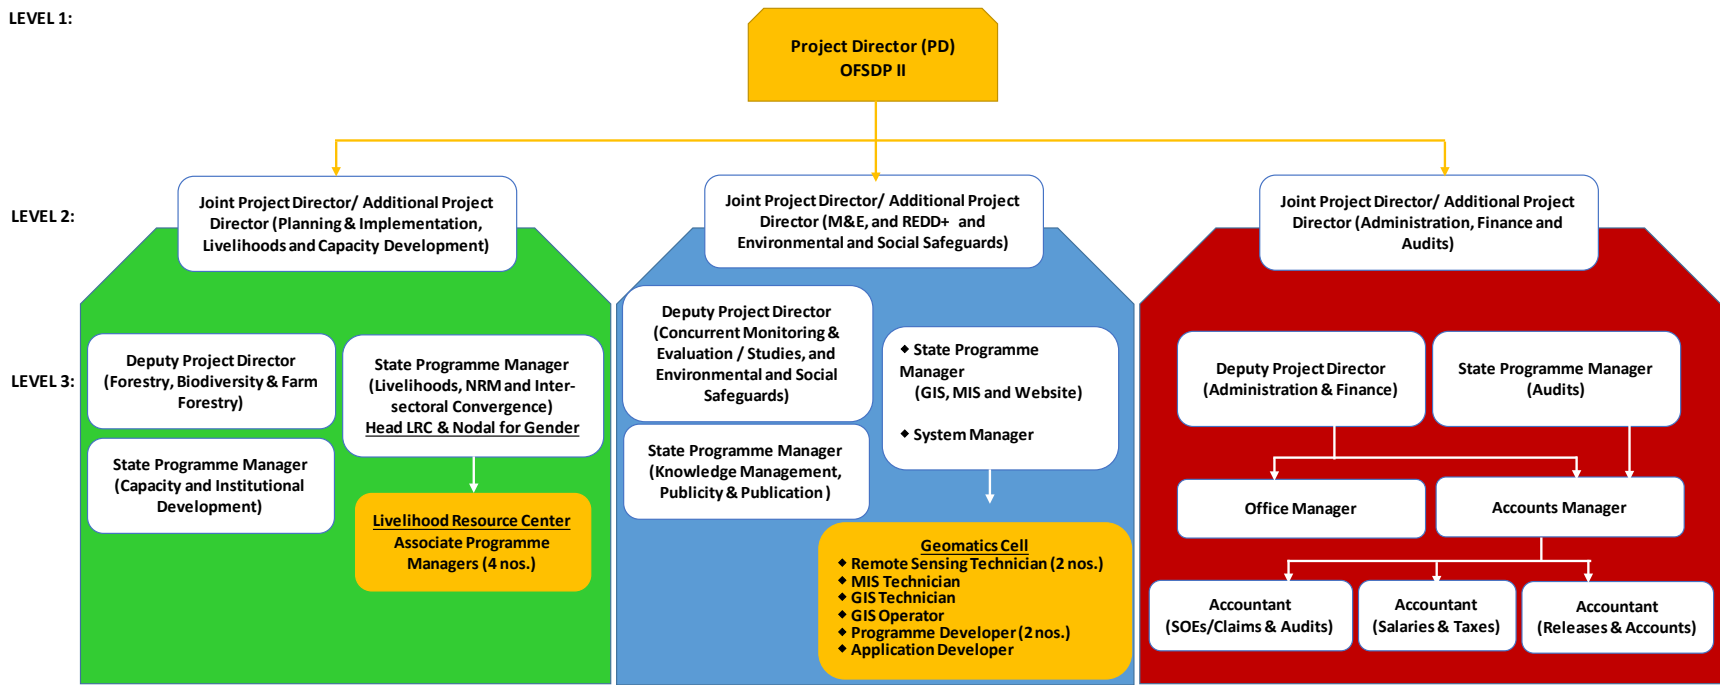 LEVEL 1:
Project Director (PD)
OFSDP II
LEVEL 2:
Joint Project Director/ Additional Project
Director (Planning & Implementation,
Livelihoods and Capacity Development)
Joint Project Director/ Additional Project
Director (M&E, and REDD+ and
Environmental and Social Safeguards)
Joint Project Director/ Additional Project
Director (Administration, Finance and
Audits)
LEVEL 3:
Deputy Project Director
(Forestry, Biodiversity & Farm
Forestry)
State Programme Manager
(Livelihoods, NRM and Inter-
sectoral Convergence)
Head LRC & Nodal for Gender
State Programme Manager
(Capacity and Institutional
Development)
Livelihood Resource Center
Associate Programme
Managers (4 nos.)
Deputy Project Director
(Concurrent Monitoring &
Evaluation / Studies, and
Environmental and Social
Safeguards)
◆ State Programme
Manager
(GIS, MIS and Website)
◆ System Manager
State Programme Manager
(Knowledge Management,
Publicity & Publication )
Geomatics Cell
◆ Remote Sensing Technician (2 nos.)
◆ MIS Technician
◆ GIS Technician
◆ GIS Operator
◆ Programme Developer (2 nos.)
◆ Application Developer
Deputy Project Director
(Administration & Finance)
State Programme Manager
(Audits)
Office Manager
Accounts Manager
Accountant
(SOEs/Claims & Audits)
Accountant
(Salaries & Taxes)
Accountant
(Releases & Accounts)